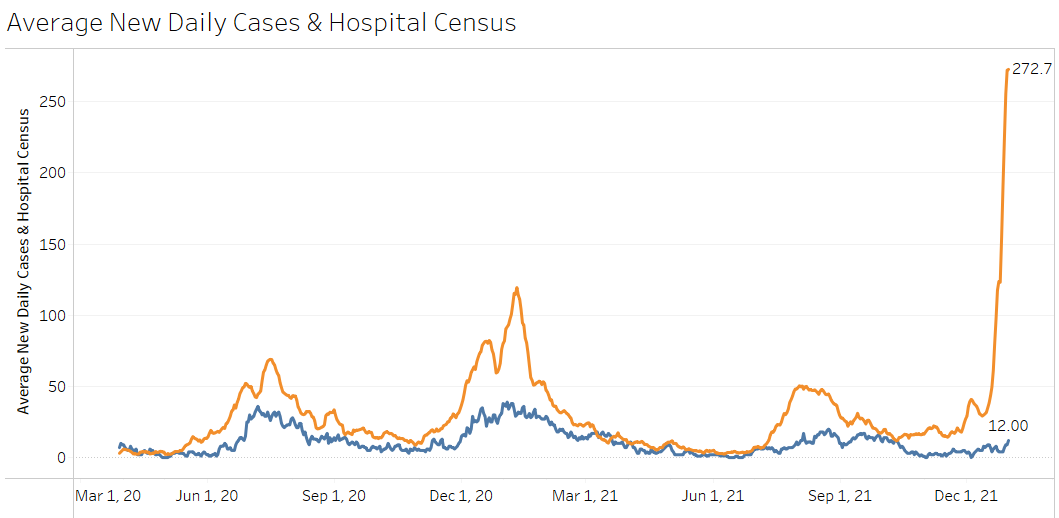 Average New Daily Cases & Hospital Census
Average New Daily Cases & Hospital Census
272.7
250
200
150
100
50
12.00
0
Mar 1, 20
Jun 1, 20
Sep 1, 20
Dec 1, 20
Mar 1, 21
Jun 1, 21
Sep 1, 21
Dec 1, 21